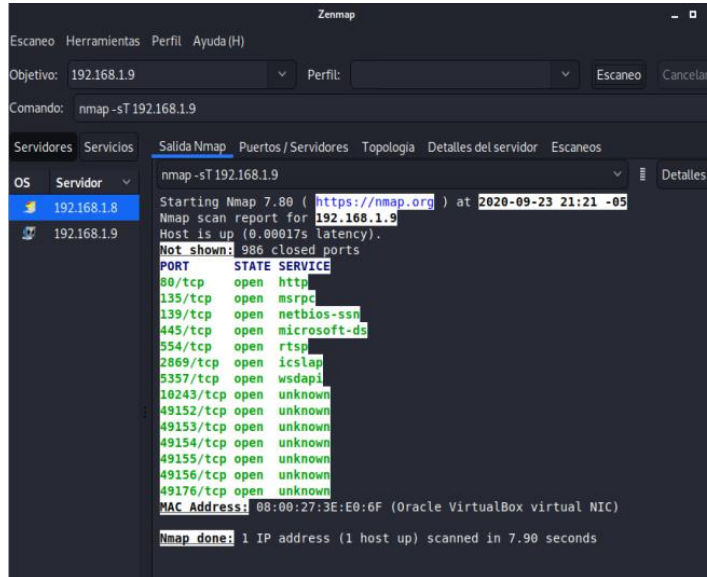 Zenmap
Escaneo Herramientas Perfil Ayuda (H)
Objetivo: 192.168.1.9 Perfil: Escaneo Cancelar
Comando: nmap -sT 192.168.1.9
Servidores Servicios Salida Nmap Puertos / Servidores Topología Detalles del servidor Escaneos
nmap -sT 192.168.1.9 Detalles
OS Servidor
192.168.1.8
192.168.1.9
Starting Nmap 7.80 ( https://nmap.org ) at 2020-09-23 21:21 -05
Nmap scan report for 192.168.1.9
Host is up (0.00017s latency).
Not shown: 986 closed ports
PORT STATE SERVICE
80/tcp open http
135/tcp open msrpc
139/tcp open netbios-ssn
445/tcp open microsoft-ds
554/tcp open rtsp
2869/tcp open icslap
5357/tcp open wsdapi
10243/tcp open unknown
49152/tcp open unknown
49153/tcp open unknown
49154/tcp open unknown
49155/tcp open unknown
49156/tcp open unknown
49176/tcp open unknown
MAC Address: 08:00:27:3E:E0:6F (Oracle VirtualBox virtual NIC)
Nmap done: 1 IP address (1 host up) scanned in 7.90 seconds